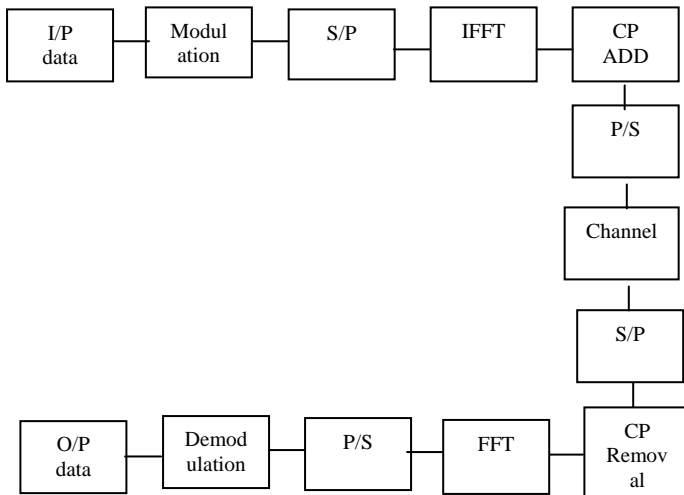 I/P
data
Modul
ation
S/P
IFFT
CP
ADD
P/S
Channel
S/P
O/P
data
Demod
ulation
P/S
FFT
CP
Remov
al